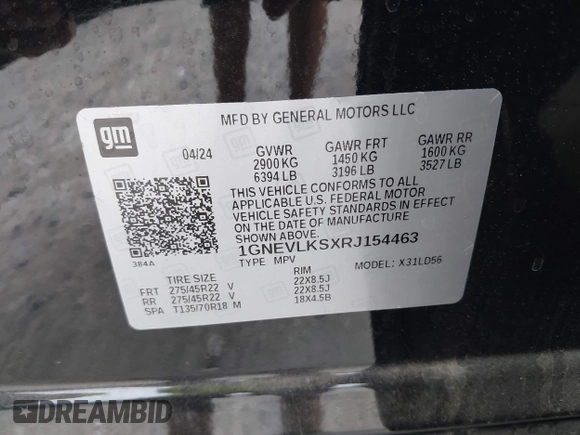 MFD BY GENERAL MOTORS LLC
gm
04/24 GVWR GAWR FRT GAWR RR
2900 KG 1450 KG 1600 KG
6394 LB 3196 LB 3527 LB
THIS VEHICLE CONFORMS TO ALL
APPLICABLE U.S. FEDERAL MOTOR
VEHICLE SAFETY STANDARDS IN EFFECT
ON THE DATE OF MANUFACTURE
SHOWN ABOVE.
1GNEVLKSXRJ154463
384A TYPE MPV MODEL: X31LD56
TIRE SIZE RIM
FRT 275/45R22 V 22X8.5J
RR 275/45R22 V 22X8.5J
SPA T135/70R18 M 18X4.5B
DREAMBID